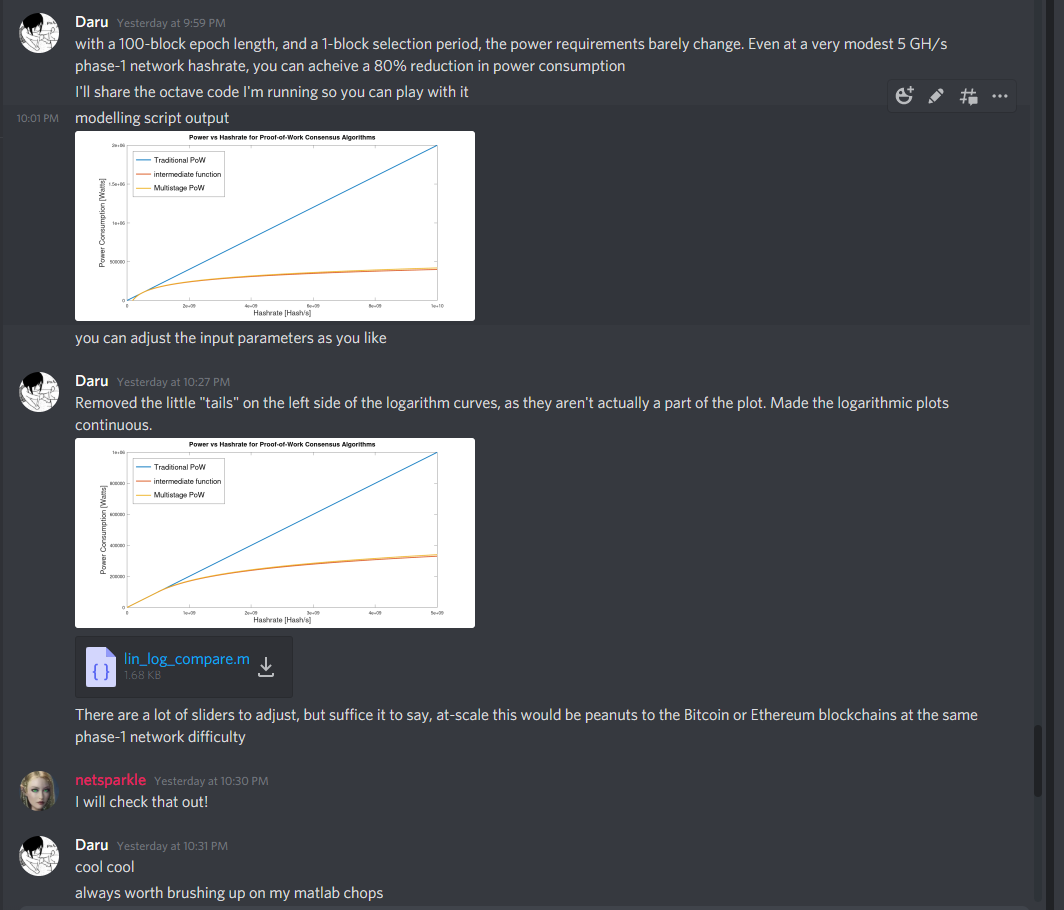 Daru Yesterday at 9:59 PM
with a 100-block epoch length, and a 1-block selection period, the power requirements barely change. Even at a very modest 5 GH/s
phase-1 network hashrate, you can acheive a 80% reduction in power consumption
I'll share the octave code I'm running so you can play with it
10:01 PM modelling script output
Power vs Hashrate for Proof-of-Work Consensus Algorithms
Traditional PoW
intermediate function
Multistage PoW
Power Consumption [Watts]
2e+06
1.5e+06
1e+06
500000
0
0 2e+09 4e+09 6e+09 8e+09 1e+10
Hashrate [Hash/s]
you can adjust the input parameters as you like
Daru Yesterday at 10:27 PM
Removed the little "tails" on the left side of the logarithm curves, as they aren't actually a part of the plot. Made the logarithmic plots
continuous.
Power vs Hashrate for Proof-of-Work Consensus Algorithms
Traditional PoW
intermediate function
Multistage PoW
Power Consumption [Watts]
1e+06
800000
600000
400000
200000
0
0 1e+09 2e+09 3e+09 4e+09 5e+09
Hashrate [Hash/s]
{ }
lin_log_compare.m
1.68 KB
There are a lot of sliders to adjust, but suffice it to say, at-scale this would be peanuts to the Bitcoin or Ethereum blockchains at the same
phase-1 network difficulty
netsparkle Yesterday at 10:30 PM
I will check that out!
Daru Yesterday at 10:31 PM
cool cool
always worth brushing up on my matlab chops